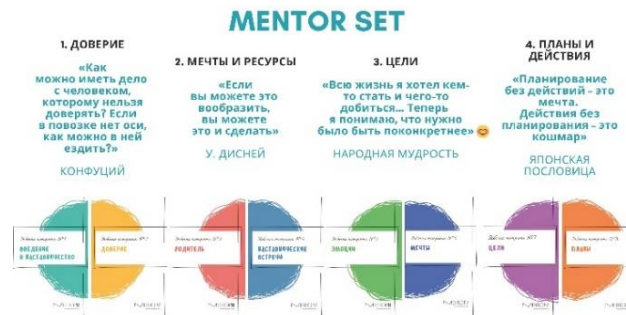 MENTOR SET
1. ДОВЕРИЕ
«Как
можно иметь дело
с человеком,
которому нельзя
доверять? Если
в повозке нет оси,
как можно в ней
ездить?»
КОНФУЦИЙ
2. МЕЧТЫ И РЕСУРСЫ
«Если
вы можете это
вообразить,
вы можете
это и сделать»
У. ДИСНЕЙ
3. ЦЕЛИ
«Всю жизнь я хотел кем-
то стать и чего-то
добиться... Теперь
я понимаю, что нужно
было быть поконкретнее» 😊
НАРОДНАЯ МУДРОСТЬ
4. ПЛАНЫ И
ДЕЙСТВИЯ
«Планирование
без действий – это
мечта.
Действия без
планирования – это
кошмар»
ЯПОНСКАЯ
ПОСЛОВИЦА
ВВЕДЕНИЕ
В НАСТАВНИЧЕСТВО
ДОВЕРИЕ
РОДИТЕЛЬ
НАСТАВНИЧЕСКИЕ
ВСТРЕЧИ
ЭМОЦИИ
МЕЧТЫ
ЦЕЛИ
ПЛАНЫ